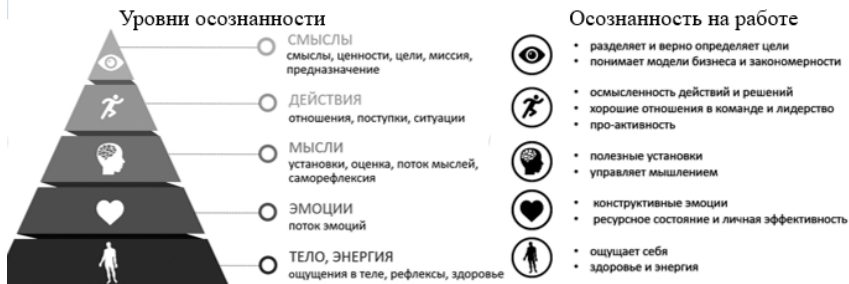 Уровни осознанности
СМЫСЛЫ
смыслы, ценности, цели, миссия,
предназначение
ДЕЙСТВИЯ
отношения, поступки, ситуации
МЫСЛИ
установки, оценка, поток мыслей,
саморефлексия
ЭМОЦИИ
поток эмоций
ТЕЛО, ЭНЕРГИЯ
ощущения в теле, рефлексы, здоровье
Осознанность на работе
• разделяет и верно определяет цели
• понимает модели бизнеса и закономерности
• осмысленность действий и решений
• хорошие отношения в команде и лидерство
• про-активность
• полезные установки
• управляет мышлением
• конструктивные эмоции
• ресурсное состояние и личная эффективность
• ощущает себя
• здоровье и энергия